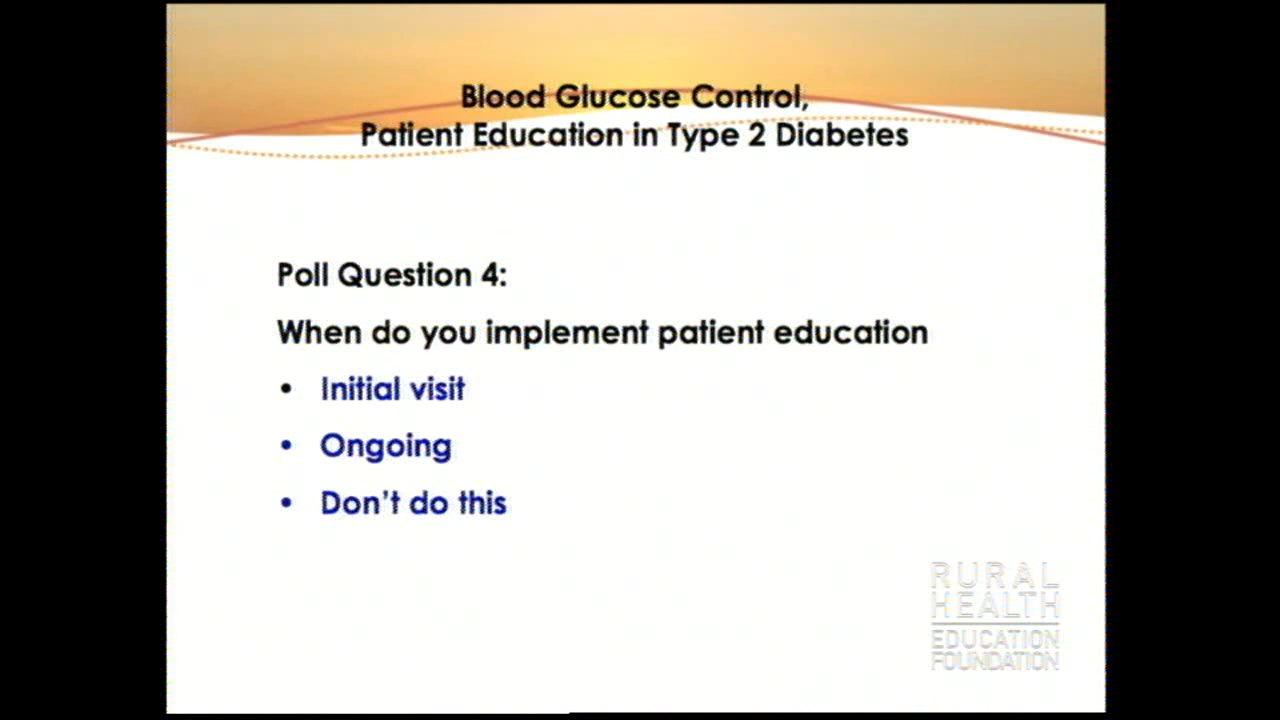 Blood Glucose Control,
Patient Education in Type 2 Diabetes
Poll Question 4:
When do you implement patient education
• Initial visit
• Ongoing
• Don't do this
RURAL
HEALTH
EDUCATION
FOUNDATION